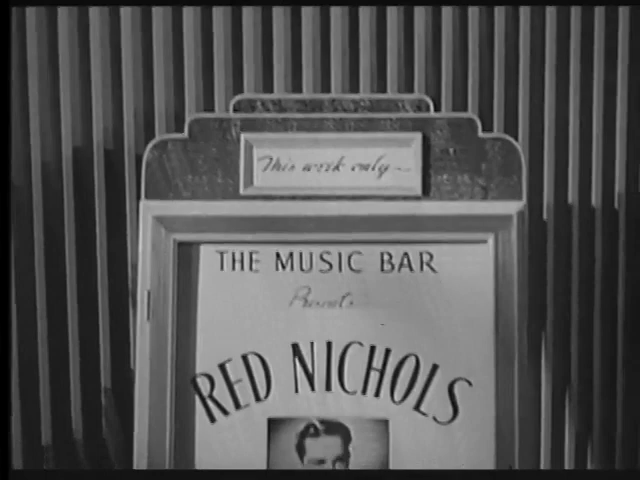 This week only...
THE MUSIC BAR
Presents
RED NICHOLS